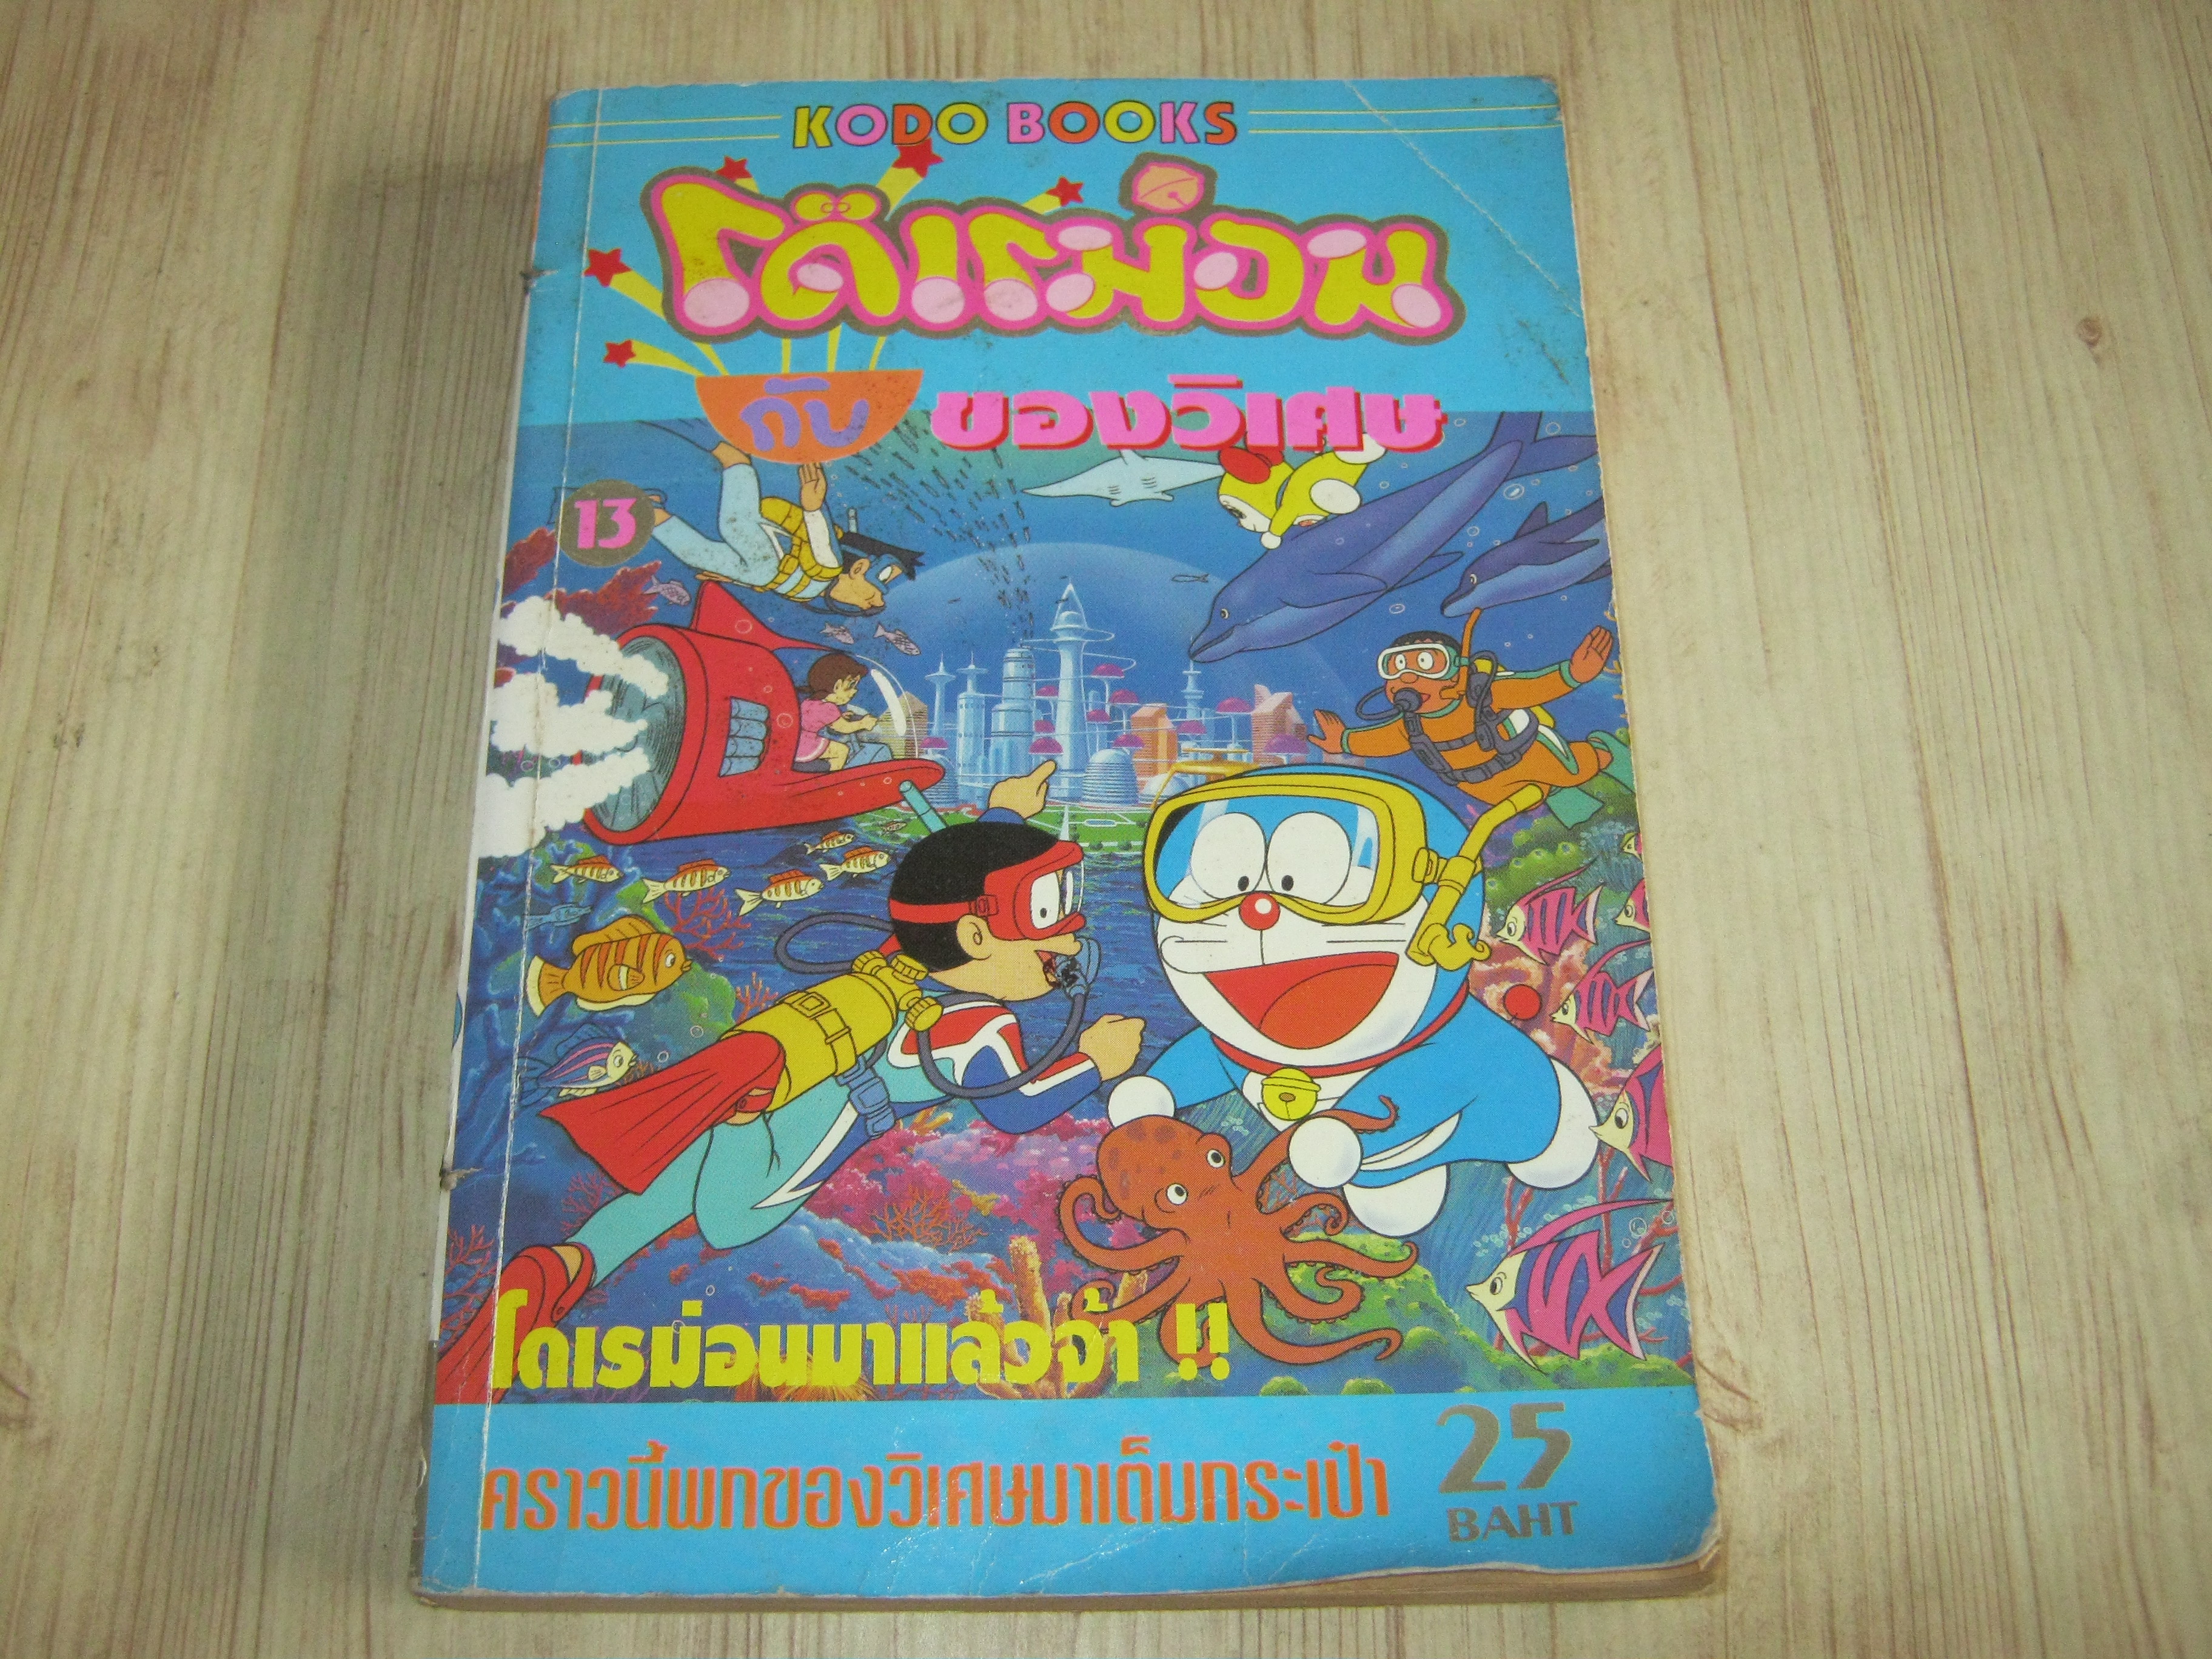 KODO BOOKS
โดเรม่อน
กับ ของวิเศษ
13
โดเรม่อนมาแล้วจ้า !!
คราวนี้พกของวิเศษมาเต็มกระเป๋า
25
BAHT